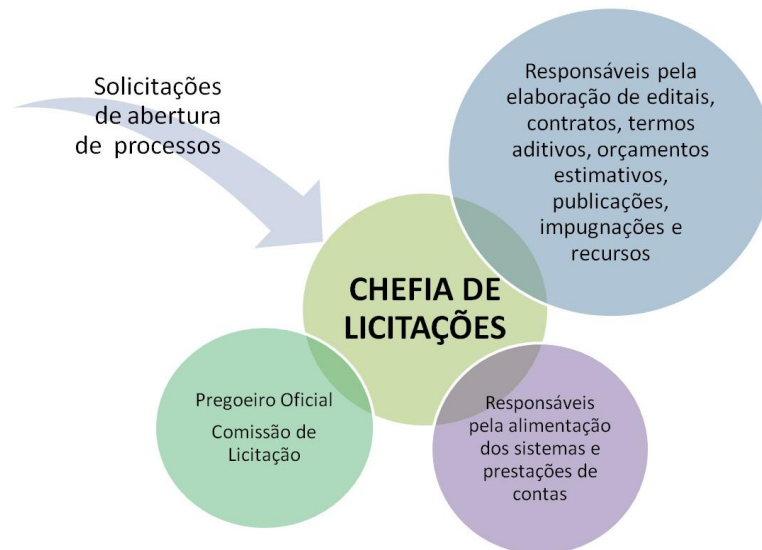 Solicitações
de abertura
de processos
Responsáveis pela
elaboração de editais,
contratos, termos
aditivos, orçamentos
estimativos,
publicações,
impugnações e
recursos
CHEFIA DE
LICITAÇÕES
Pregoeiro Oficial
Comissão de
Licitação
Responsáveis
pela alimentação
dos sistemas e
prestações de
contas